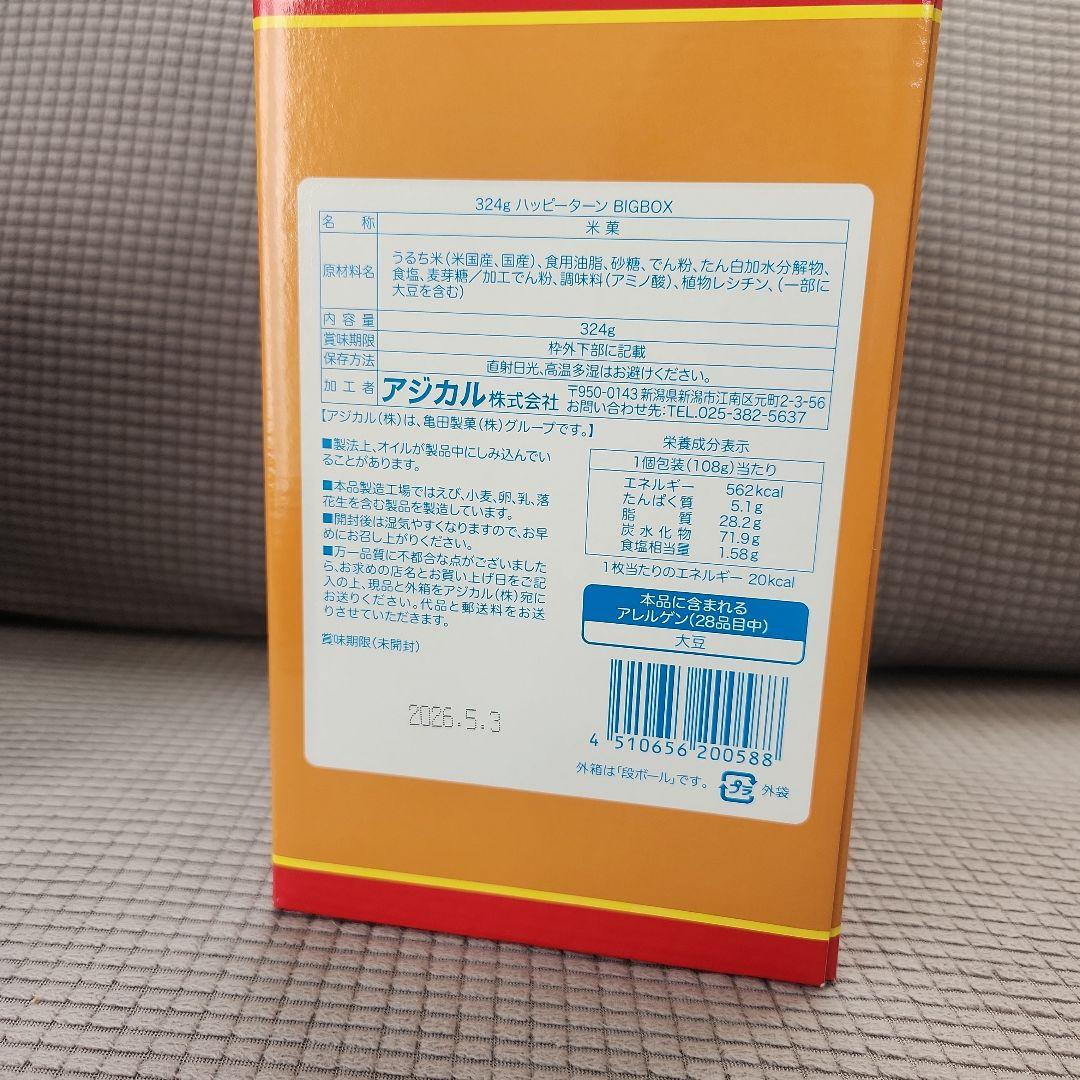 324g ハッピーターン BIGBOX
名 称 米菓
原材料名 うるち米(米国産、国産)、食用油脂、砂糖、でん粉、たん白加水分解物、
食塩、麦芽糖／加工でん粉、調味料(アミノ酸)、植物レシチン、(一部に
大豆を含む)
内容量 324g
賞味期限 枠外下部に記載
保存方法 直射日光、高温多湿はお避けください。
加工者 アジカル株式会社 〒950-0143 新潟県新潟市江南区元町2-3-56
お問い合わせ先:TEL.025-382-5637
【アジカル(株)は、亀田製菓(株)グループです。】
■製法上、オイルが製品中にしみ込んでい
ることがあります。
■本品製造工場ではえび、小麦、卵、乳、落
花生を含む製品を製造しています。
■開封後は湿気やすくなりますので、お早
めにお召し上がりください。
■万一品質に不都合な点がございました
ら、お求めの店名とお買い上げ日をご記
入の上、現品と外箱をアジカル(株)宛に
お送りください。代品と郵送料をお送
りさせていただきます。
賞味期限(未開封)
2026.5.3
栄養成分表示
1個包装(108g)当たり
エネルギー 562kcal
たんぱく質 5.1g
脂質 28.2g
炭水化物 71.9g
食塩相当量 1.58g
1枚当たりのエネルギー 20kcal
本品に含まれる
アレルゲン(28品目中)
大豆
4 510656 200588
外箱は「段ボール」です。 プラ 外袋